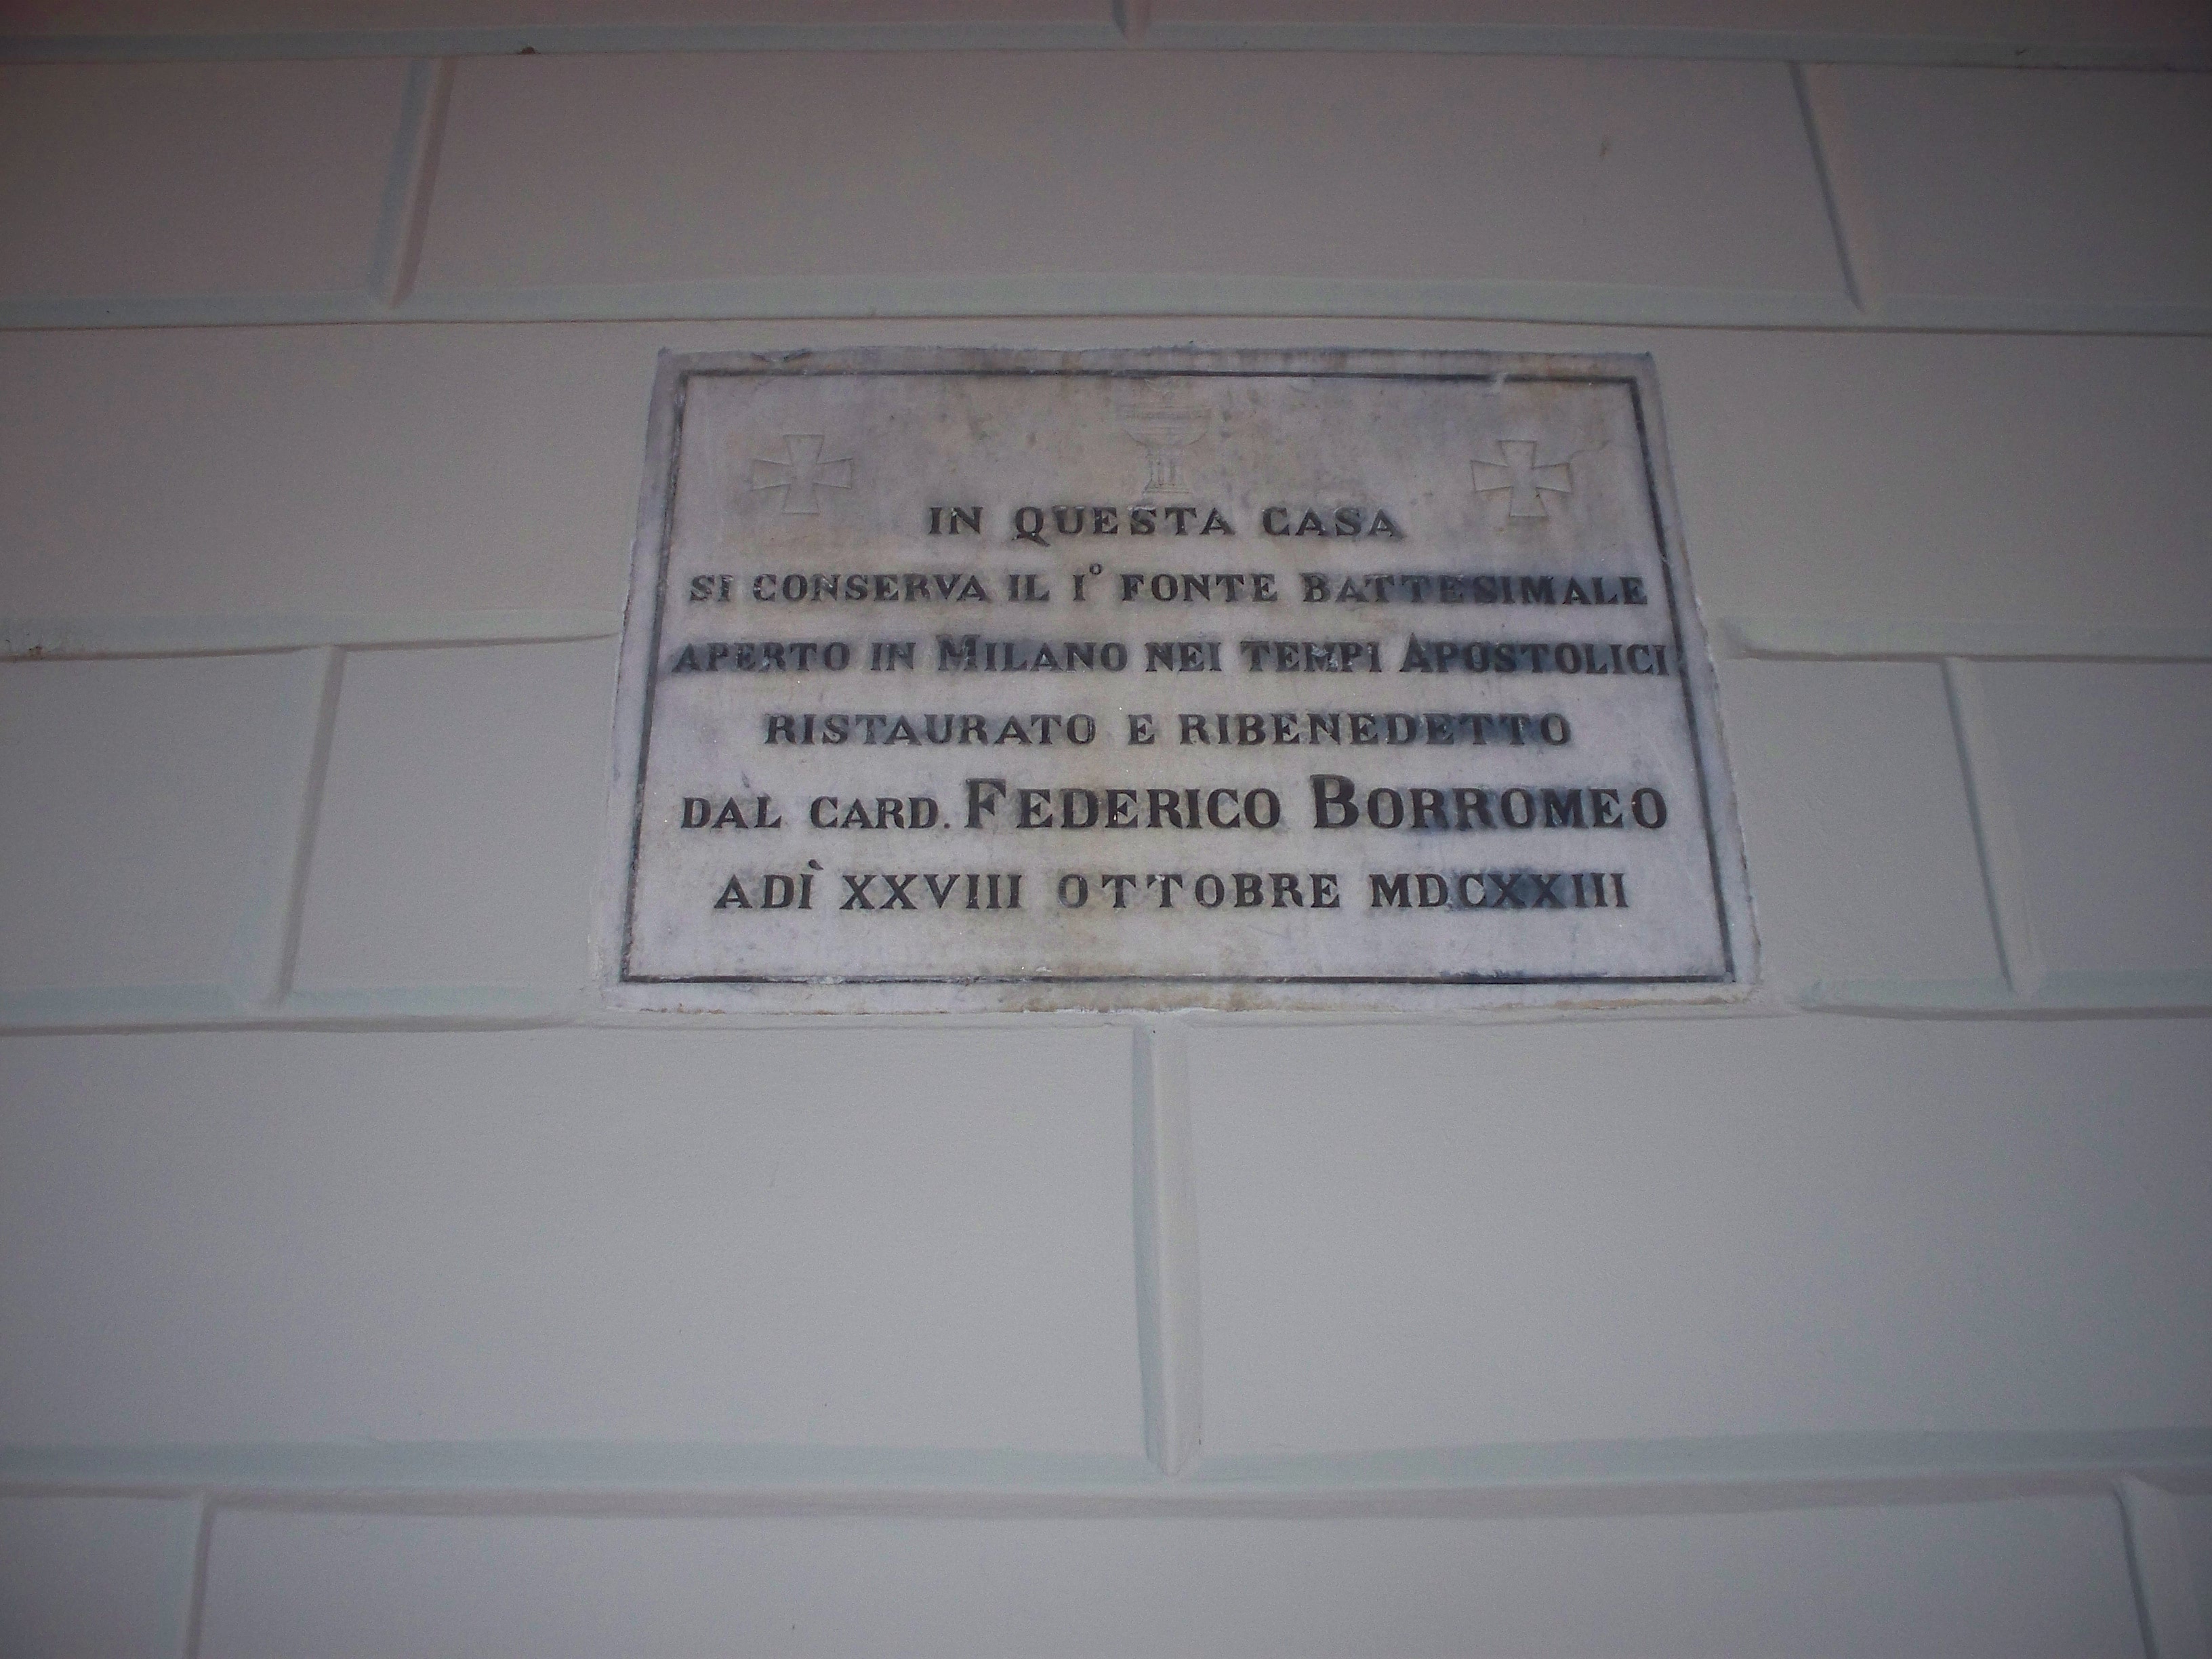 IN QUESTA CASA
SI CONSERVA IL I° FONTE BATTESIMALE
APERTO IN MILANO NEI TEMPI APOSTOLICI
RISTAURATO E RIBENEDETTO
DAL CARD. FEDERICO BORROMEO
ADÌ XXVIII OTTOBRE MDCXXIII